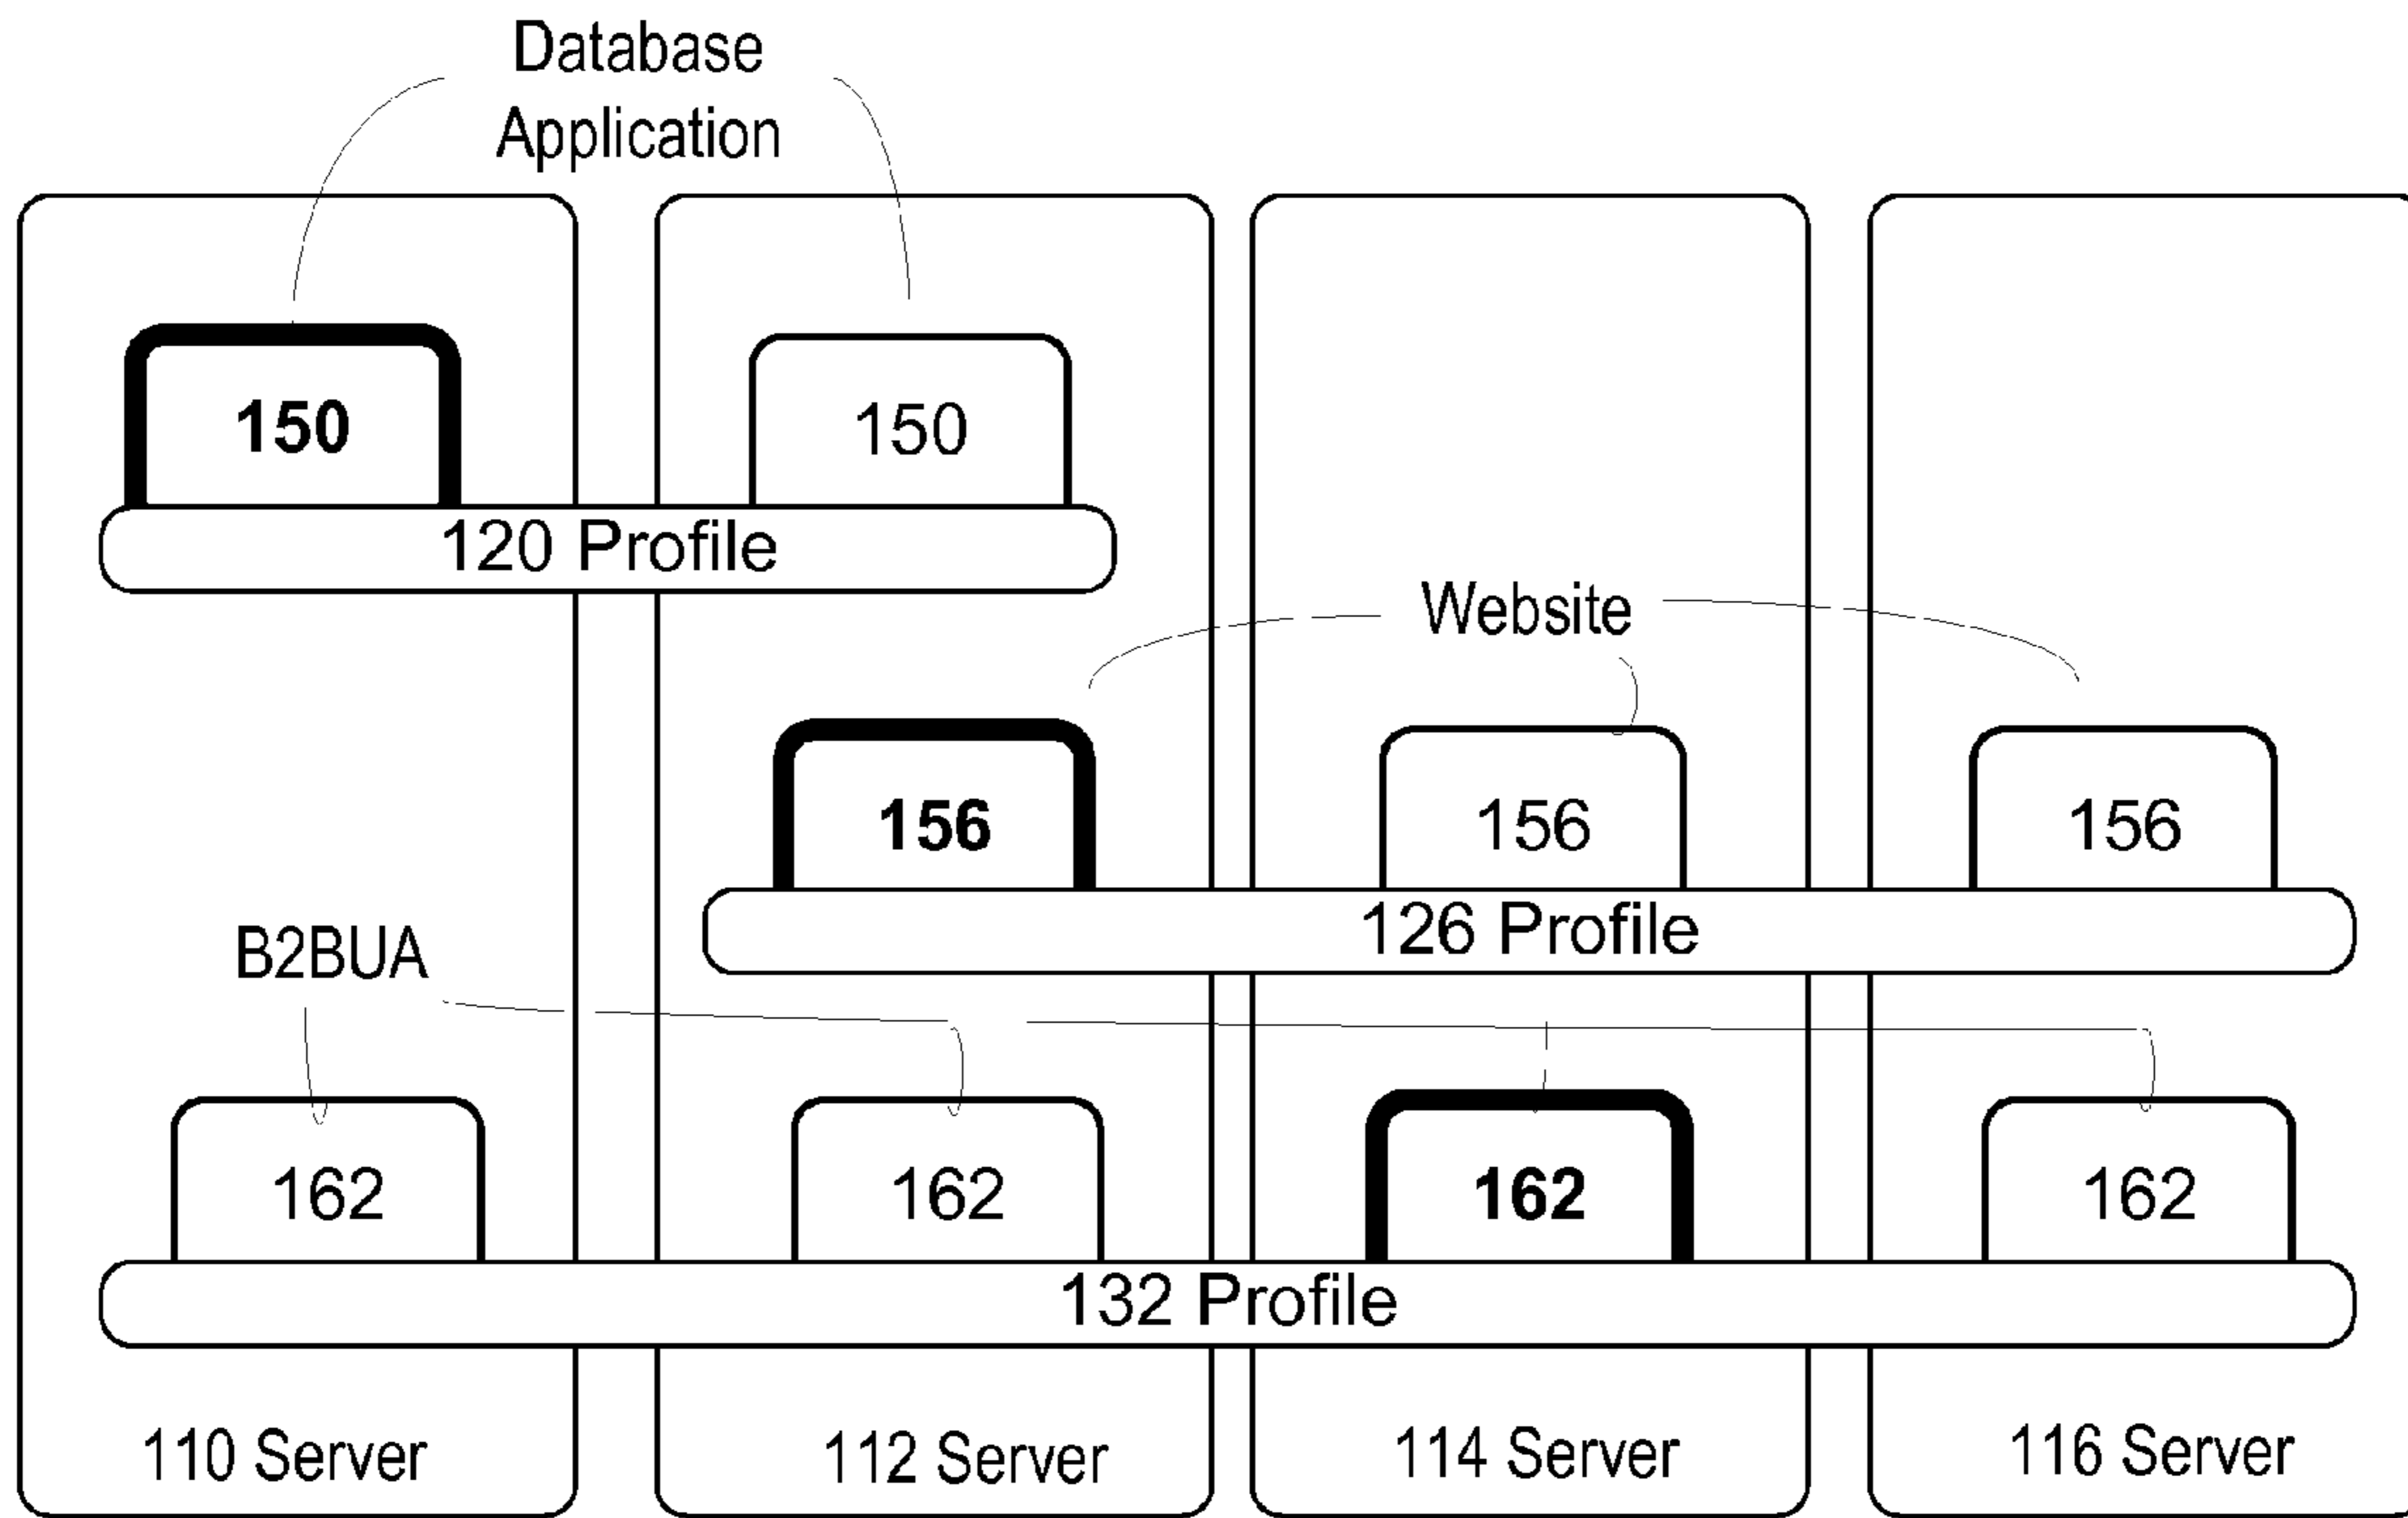 Database
Application
150
150
120 Profile
Website
156
156
156
126 Profile
B2BUA
162
162
162
162
132 Profile
110 Server
112 Server
114 Server
116 Server